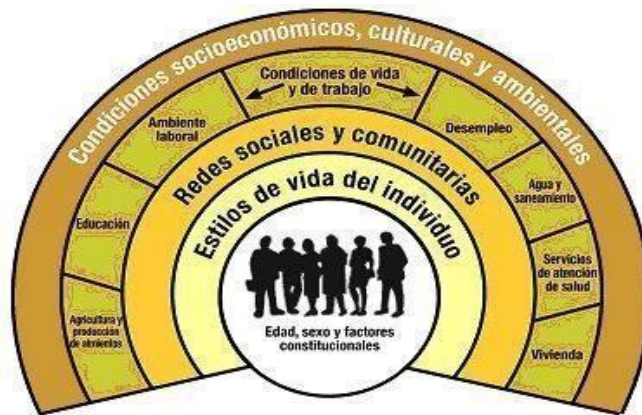 Condiciones socioeconómicos, culturales y ambientales
Condiciones de vida
y de trabajo
Ambiente
laboral
Desempleo
Redes sociales y comunitarias
Agua y
saneamiento
Educación
Estilos de vida del individuo
Servicios
de atención
de salud
Agricultura y
producción
de almientos
Edad, sexo y factores
constitucionales
Vivienda